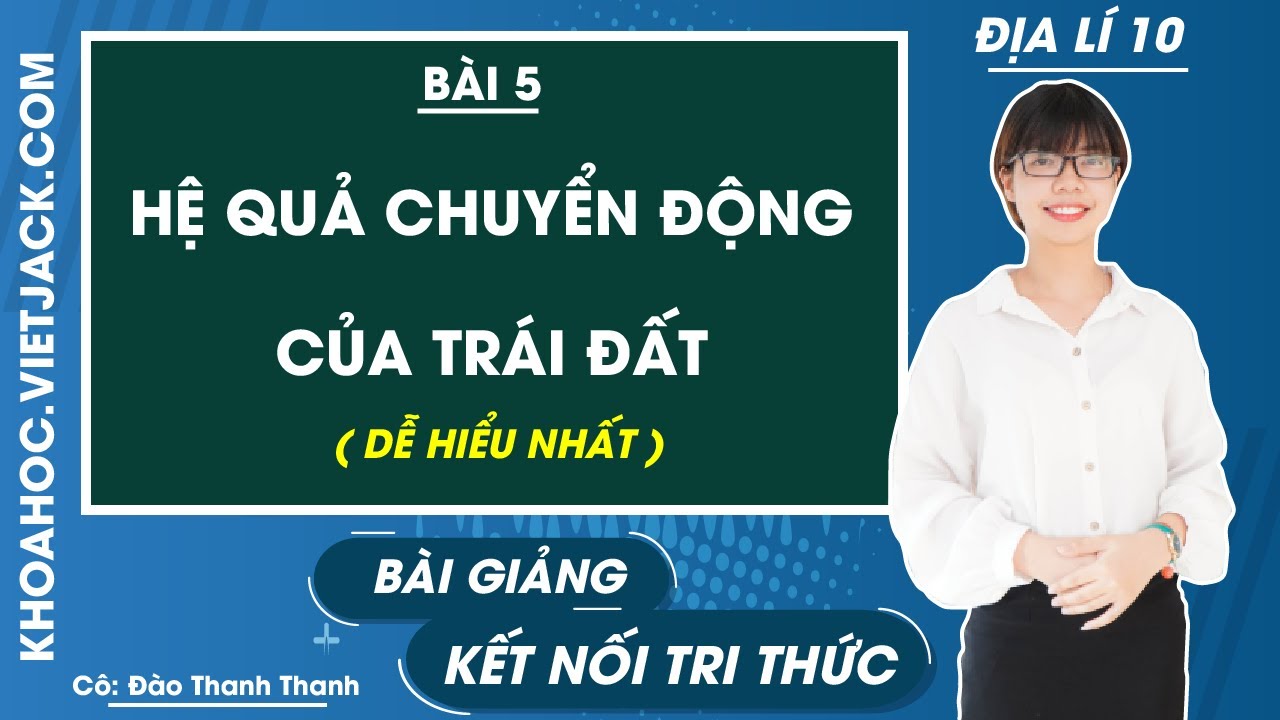 ĐỊA LÍ 10
BÀI 5
HỆ QUẢ CHUYỂN ĐỘNG
CỦA TRÁI ĐẤT
( DỄ HIỂU NHẤT )
KHOAHOC.VIETJACK.COM
BÀI GIẢNG
KẾT NỐI TRI THỨC
Cô: Đào Thanh Thanh